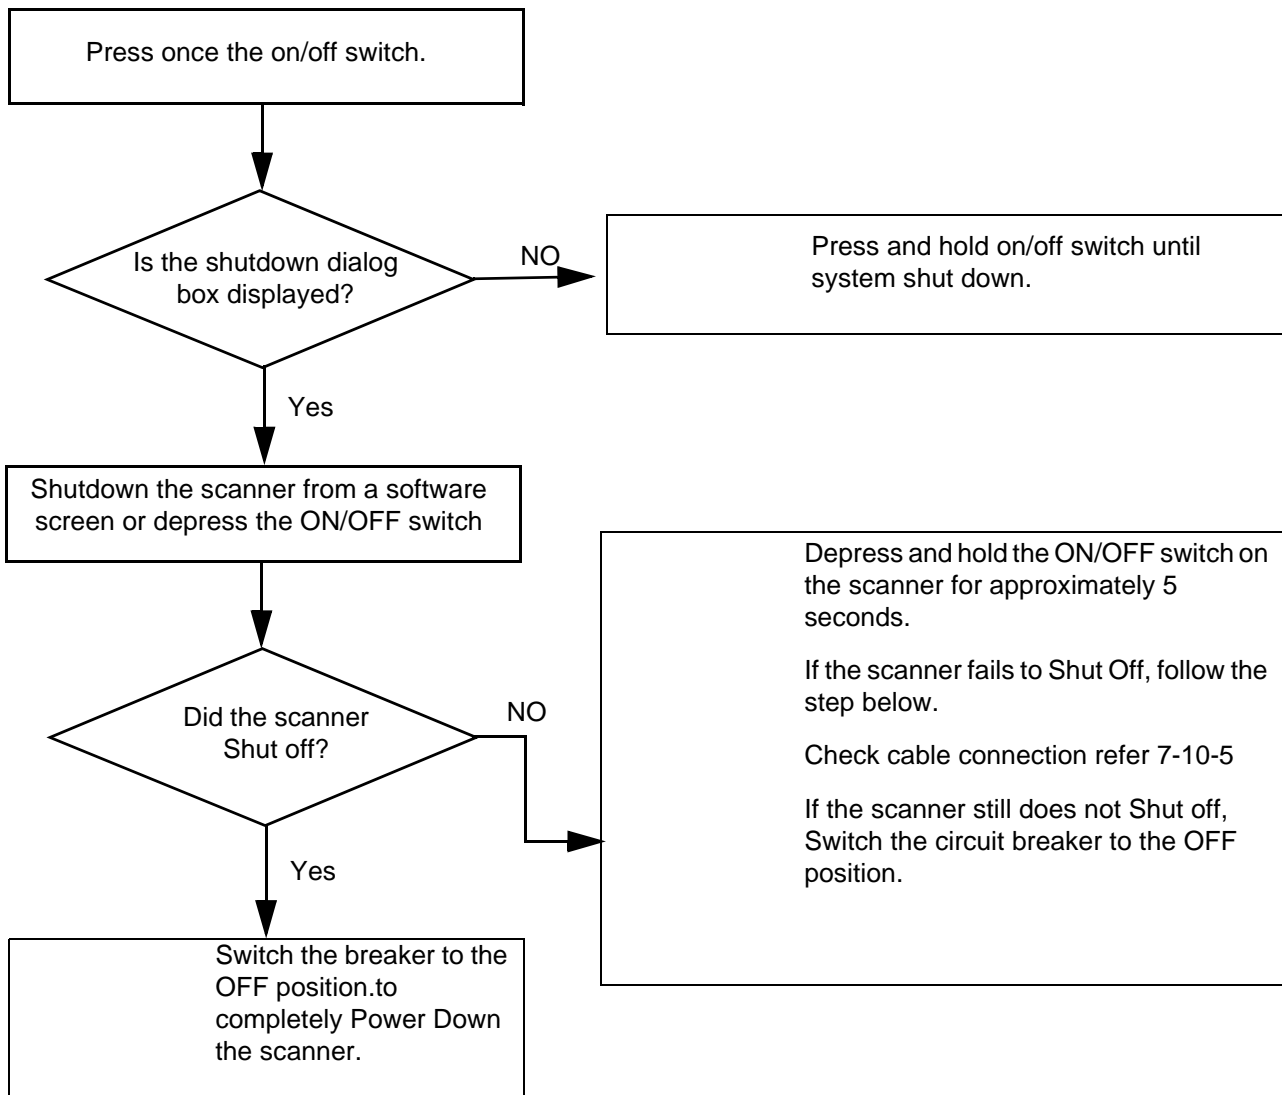 Press once the on/off switch.
Is the shutdown dialog
box displayed?
NO
Press and hold on/off switch until
system shut down.
Yes
Shutdown the scanner from a software
screen or depress the ON/OFF switch
Did the scanner
Shut off?
NO
Depress and hold the ON/OFF switch on
the scanner for approximately 5
seconds.
If the scanner fails to Shut Off, follow the
step below.
Check cable connection refer 7-10-5
If the scanner still does not Shut off,
Switch the circuit breaker to the OFF
position.
Yes
Switch the breaker to the
OFF position.to
completely Power Down
the scanner.